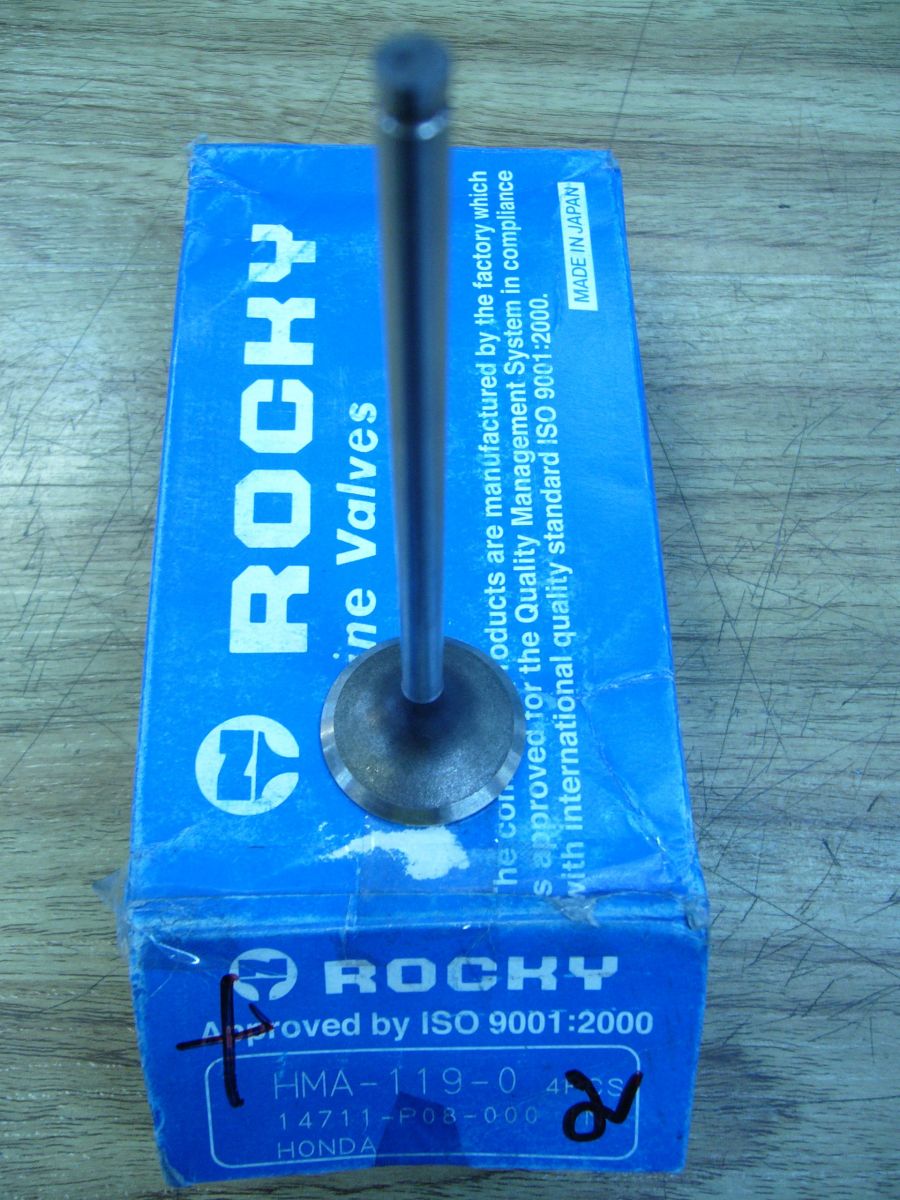 ROCKY
Valves
products are manufactured by the factory which
approved for the Quality Management System in compliance
with international quality standard ISO 9001:2000.
MADE IN JAPAN
ROCKY
Approved by ISO 9001:2000
HMA-119-0 4PCS
14711-P08-000
HONDA